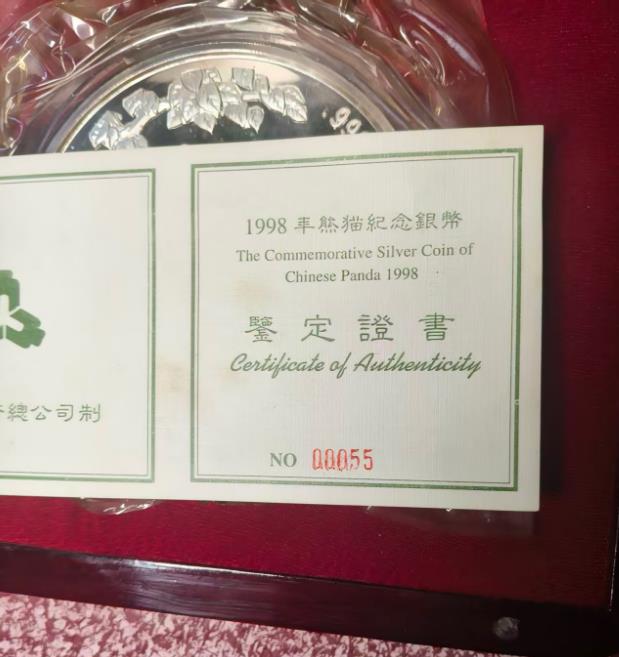 99
1998 年熊猫紀念銀幣
The Commemorative Silver Coin of
Chinese Panda 1998
鑒定證書
Certificate of Authenticity
總公司制
NO 00055